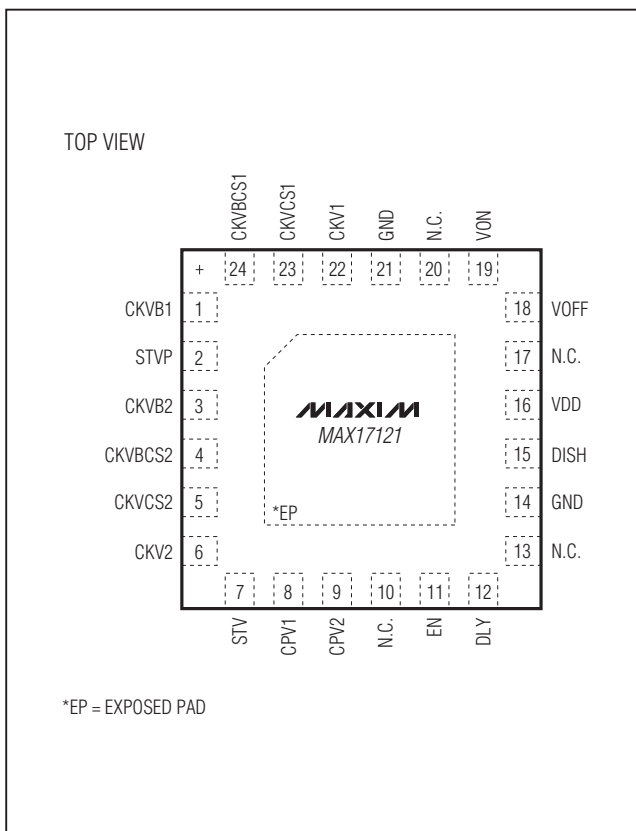 TOP VIEW
CKVBCS1
CKVCS1
CKV1
GND
N.C.
VON
+ 24 23 22 21 20 19
CKVB1 1 18 VOFF
STVP 2 17 N.C.
CKVB2 3 MAXIM 16 VDD
MAX17121
CKVBCS2 4 15 DISH
CKVCS2 5 14 GND
*EP
CKV2 6 13 N.C.
7 8 9 10 11 12
STV
CPV1
CPV2
N.C.
EN
DLY
*EP = EXPOSED PAD